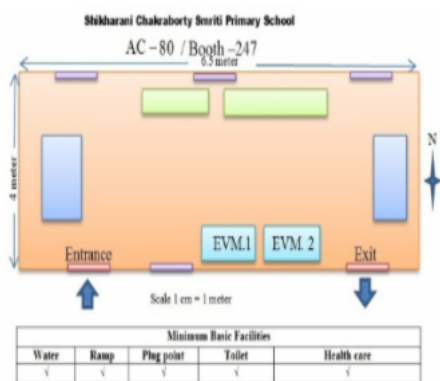 Shikharani Chakraborty Smriti Primary School
AC -80 / Booth -247
6.5 meter
4 meter
N
EVM.1 EVM. 2
Entrance Exit
Scale 1 cm = 1 meter
Minimum Basic Facilities
Water Ramp Plug point Toilet Health care
√ √ √ √ √